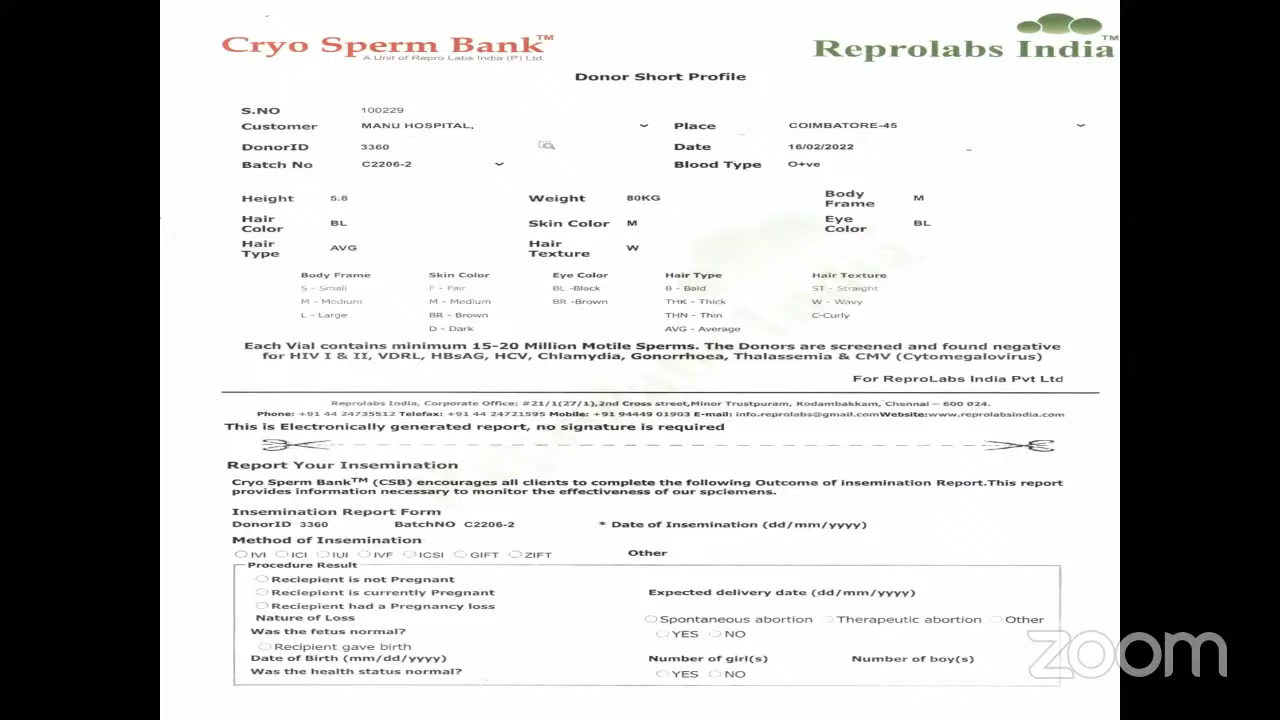 Cryo Sperm Bank™
A Unit of Repro Labs India (P) Ltd.
Reprolabs India™
Donor Short Profile
S.NO 100229
Customer MANU HOSPITAL, Place COIMBATORE-45
DonorID 3360 Date 16/02/2022
Batch No C2206-2 Blood Type O+ve
Height 5.8 Weight 80KG Body Frame M
Hair Color BL Skin Color M Eye Color BL
Hair Type AVG Hair Texture W
Body Frame Skin Color Eye Color Hair Type Hair Texture
S - Small F - Fair BL -Black B - Bald ST - Straight
M - Medium M - Medium BR -Brown THK - Thick W - Wavy
L - Large BR - Brown THN - Thin C-Curly
D - Dark AVG - Average
Each Vial contains minimum 15-20 Million Motile Sperms. The Donors are screened and found negative
for HIV I & II, VDRL, HBsAG, HCV, Chlamydia, Gonorrhoea, Thalassemia & CMV (Cytomegalovirus)
For ReproLabs India Pvt Ltd
Reprolabs India, Corporate Office: #21/1(27/1),2nd Cross street,Minor Trustpuram, Kodambakkam, Chennai – 600 024.
Phone: +91 44 24735512 Telefax: +91 44 24721595 Mobile: +91 94449 01903 E-mail: info.reprolabs@gmail.comWebsite:www.reprolabsindia.com
This is Electronically generated report, no signature is required
Report Your Insemination
Cryo Sperm Bank™ (CSB) encourages all clients to complete the following Outcome of insemination Report.This report
provides information necessary to monitor the effectiveness of our spciemens.
Insemination Report Form
DonorID 3360 BatchNO C2206-2 * Date of Insemination (dd/mm/yyyy)
Method of Insemination
IVI ICI IUI IVF ICSI GIFT ZIFT Other
Procedure Result
Reciepient is not Pregnant
Reciepient is currently Pregnant Expected delivery date (dd/mm/yyyy)
Reciepient had a Pregnancy loss
Nature of Loss Spontaneous abortion Therapeutic abortion Other
Was the fetus normal? YES NO
Recipient gave birth
Date of Birth (mm/dd/yyyy) Number of girl(s) Number of boy(s)
Was the health status normal? YES NO
zoom